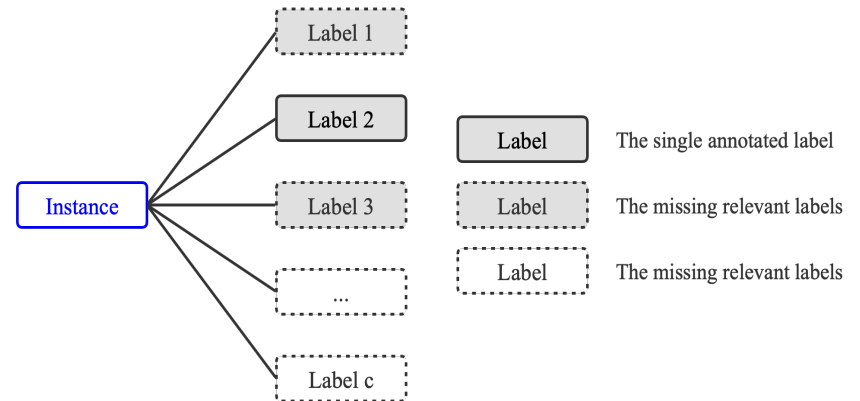 Label 1
Label 2
Instance
Label 3
...
Label c
Label The single annotated label
Label The missing relevant labels
Label The missing relevant labels